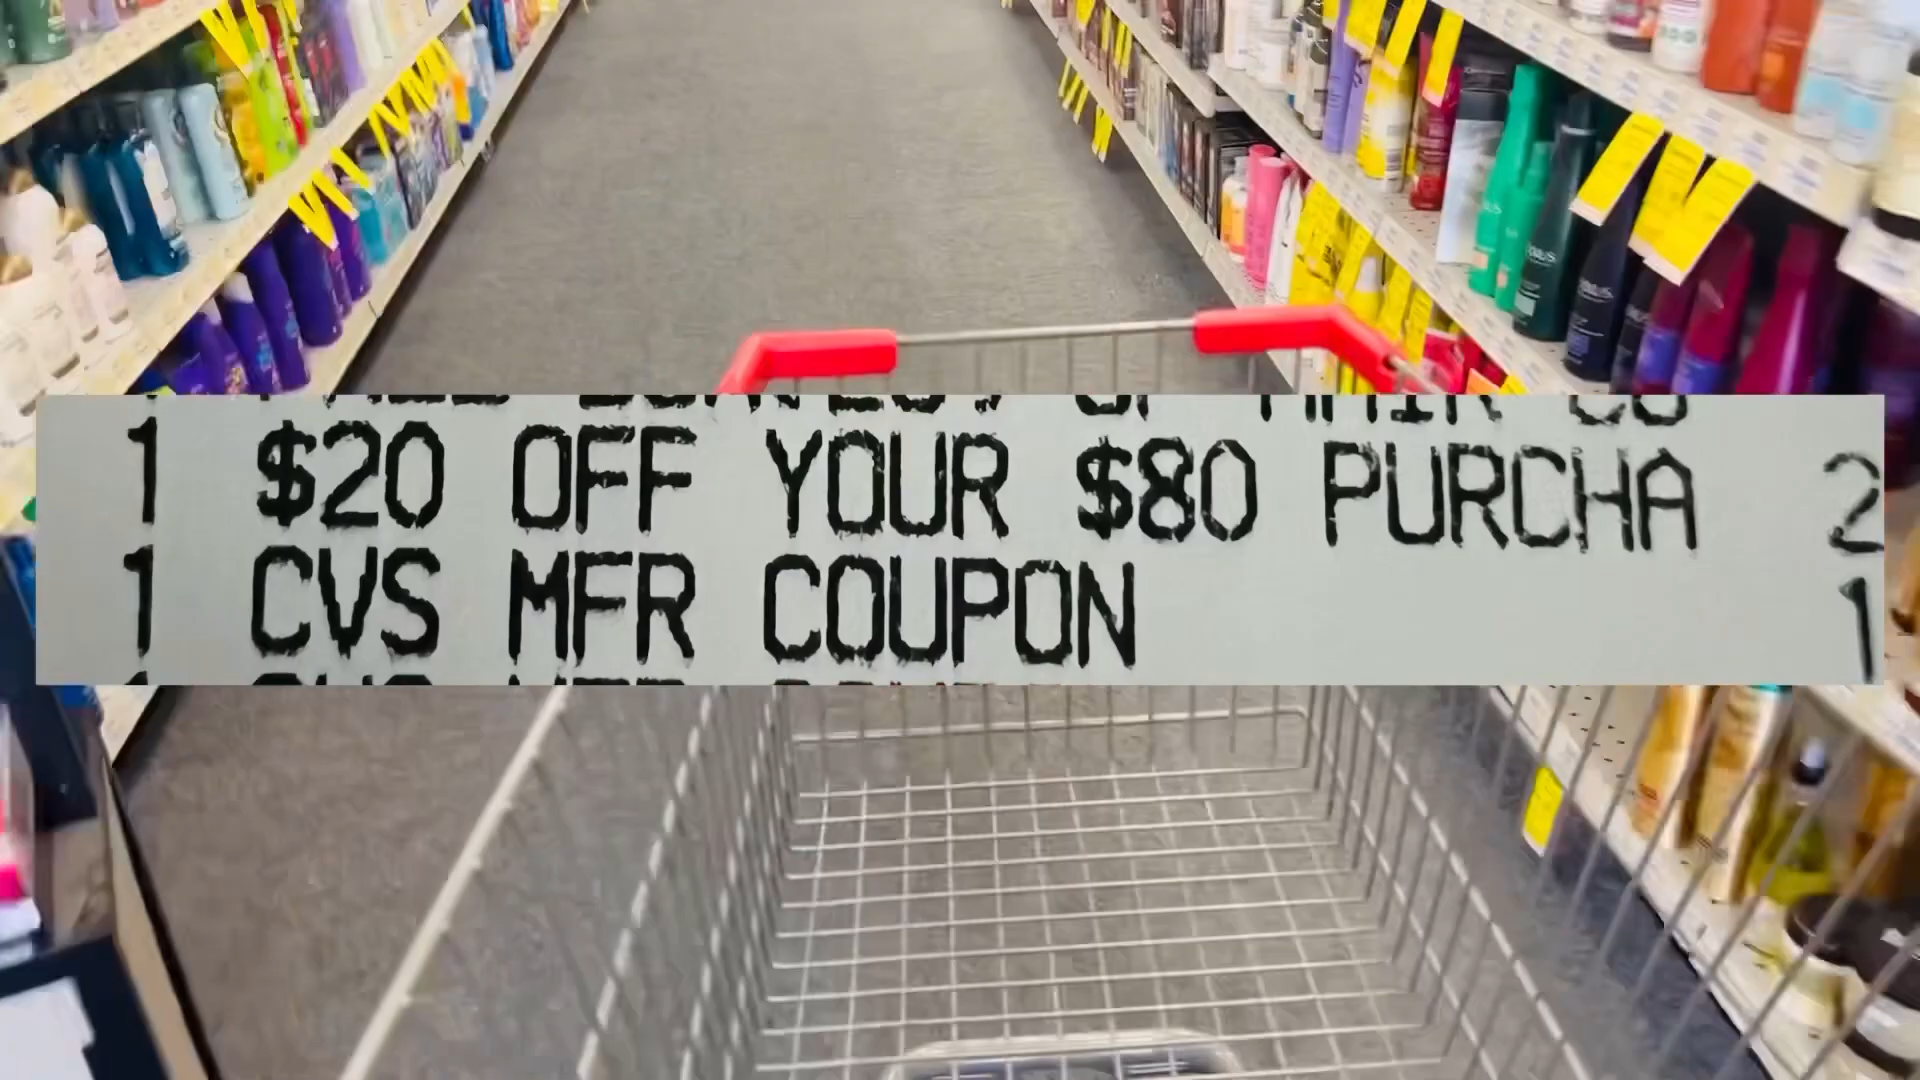 1 $20 OFF YOUR $80 PURCHA 2
1 CVS MFR COUPON 1